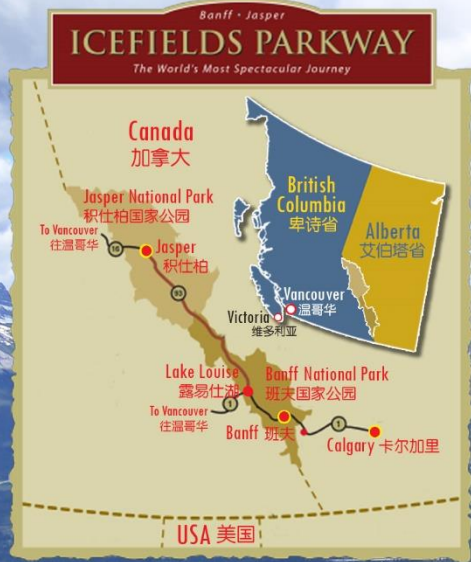 Banff • Jasper
ICEFIELDS PARKWAY
The World's Most Spectacular Journey
Canada
加拿大
Jasper National Park
积仕柏国家公园
To Vancouver
往温哥华
16
Jasper
积仕柏
93
British
Columbia
卑诗省
Alberta
艾伯塔省
Vancouver
温哥华
Victoria
维多利亚
Lake Louise
露易仕湖
Banff National Park
班夫国家公园
To Vancouver
往温哥华
1
Banff 班夫
1
Calgary 卡尔加里
USA 美国